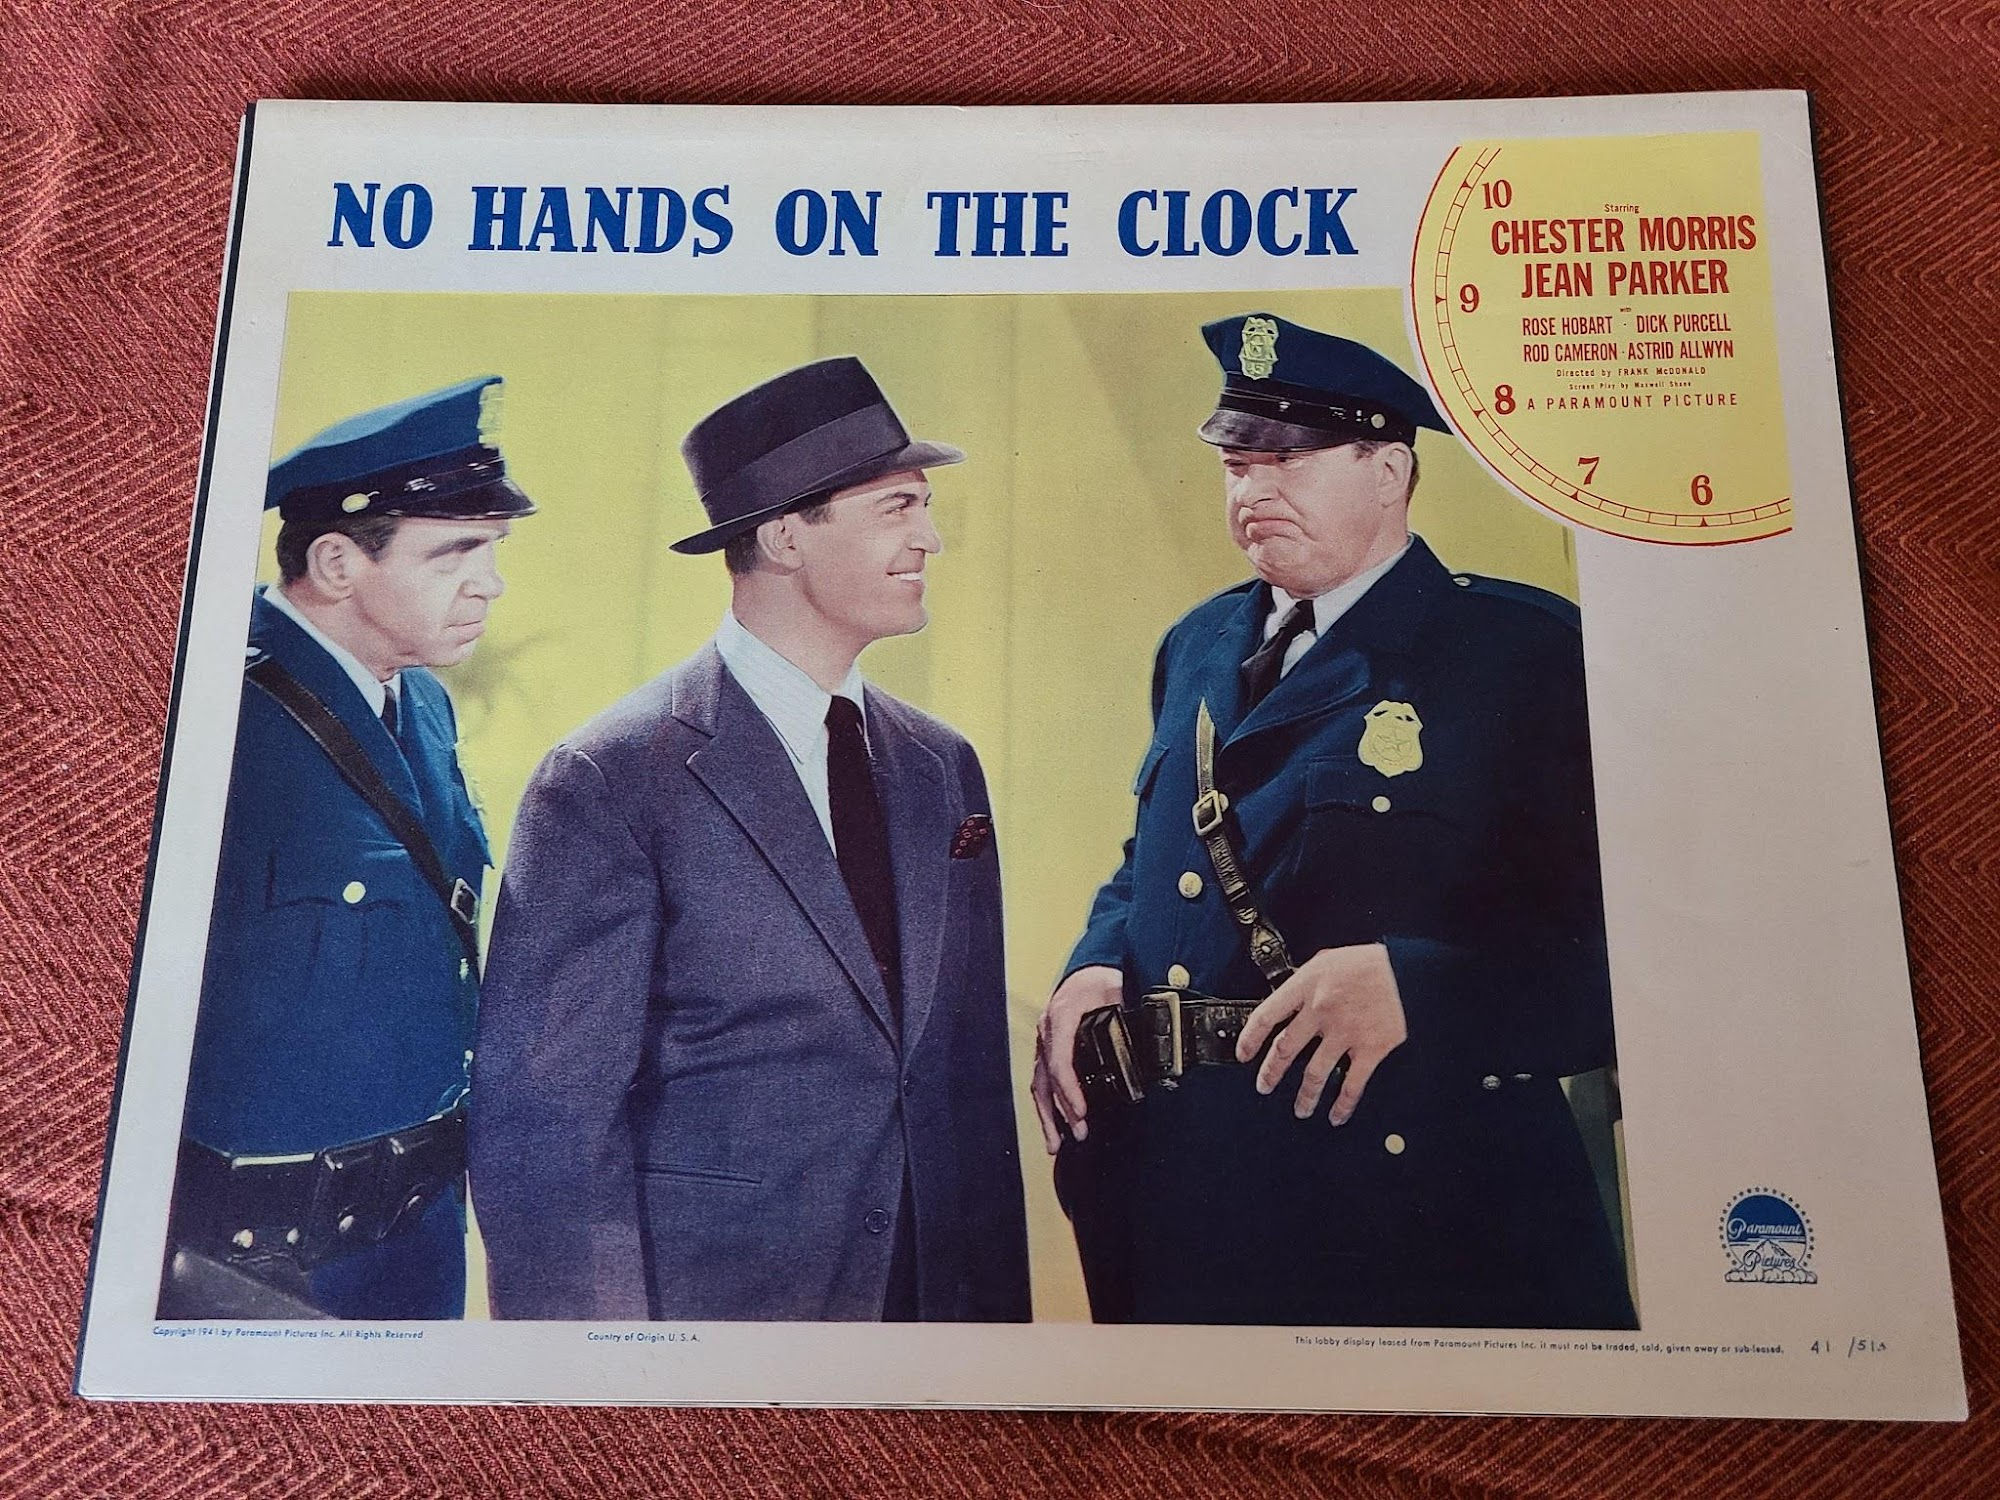 NO HANDS ON THE CLOCK
10
Starring
CHESTER MORRIS
JEAN PARKER
with
ROSE HOBART · DICK PURCELL
ROD CAMERON · ASTRID ALLWYN
Directed by FRANK McDONALD
Screen Play by Maxwell Shane
A PARAMOUNT PICTURE
9
8
7
6
Paramount
Pictures
Copyright 1941 by Paramount Pictures Inc. All Rights Reserved
Country of Origin U. S. A.
This lobby display leased from Paramount Pictures Inc. it must not be traded, sold, given away or sub-leased.
41